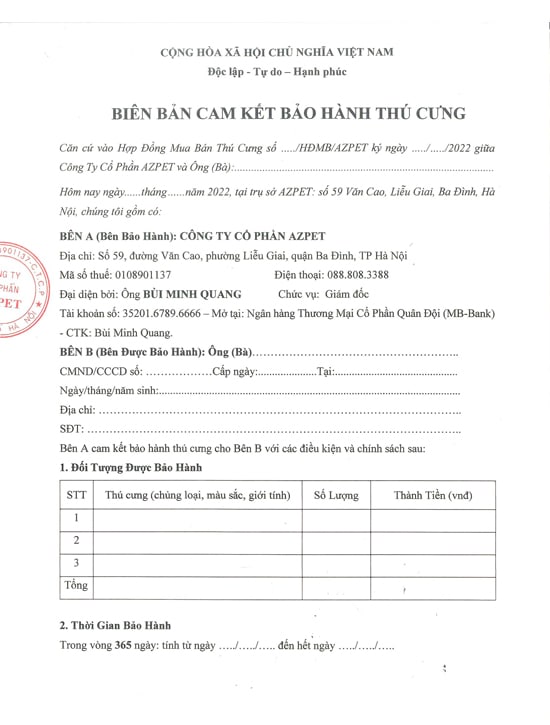 CỘNG HÒA XÃ HỘI CHỦ NGHĨA VIỆT NAM
Độc lập - Tự do – Hạnh phúc
BIÊN BẢN CAM KẾT BẢO HÀNH THÚ CƯNG
Căn cứ vào Hợp Đồng Mua Bán Thú Cưng số ...../HĐMB/AZPET ký ngày ...../...../2022 giữa
Công Ty Cổ Phần AZPET và Ông (Bà):..........................................................................
Hôm nay ngày......tháng......năm 2022, tại trụ sở AZPET: số 59 Văn Cao, Liễu Giai, Ba Đình, Hà
Nội, chúng tôi gồm có:
BÊN A (Bên Bảo Hành): CÔNG TY CỔ PHẦN AZPET
Địa chỉ: Số 59, đường Văn Cao, phường Liễu Giai, quận Ba Đình, TP Hà Nội
Mã số thuế: 0108901137 Điện thoại: 088.808.3388
Đại diện bởi: Ông BÙI MINH QUANG Chức vụ: Giám đốc
Tài khoản số: 35201.6789.6666 – Mở tại: Ngân hàng Thương Mại Cổ Phần Quân Đội (MB-Bank)
- CTK: Bùi Minh Quang.
BÊN B (Bên Được Bảo Hành): Ông (Bà)…………………………………………..
CMND/CCCD số: ………………Cấp ngày:....................Tại:..............................
Ngày/tháng/năm sinh:..........................................................................
Địa chỉ: ……………………………………………………………………………..
SĐT: ………………………………………………………………………………..
Bên A cam kết bảo hành thú cưng cho Bên B với các điều kiện và chính sách sau:
1. Đối Tượng Được Bảo Hành
STT Thú cưng (chủng loại, màu sắc, giới tính) Số Lượng Thành Tiền (vnđ)
1
2
3
Tổng
2. Thời Gian Bảo Hành
Trong vòng 365 ngày: tính từ ngày …../…../….. đến hết ngày …../…../…..
0901137-C.T.C.P
NG TY
PHẦN
PET
HÀ NỘI